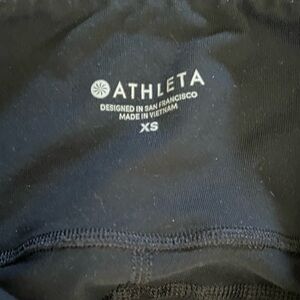 ATHLETA
DESIGNED IN SAN FRANCISCO
MADE IN VIETNAM
XS